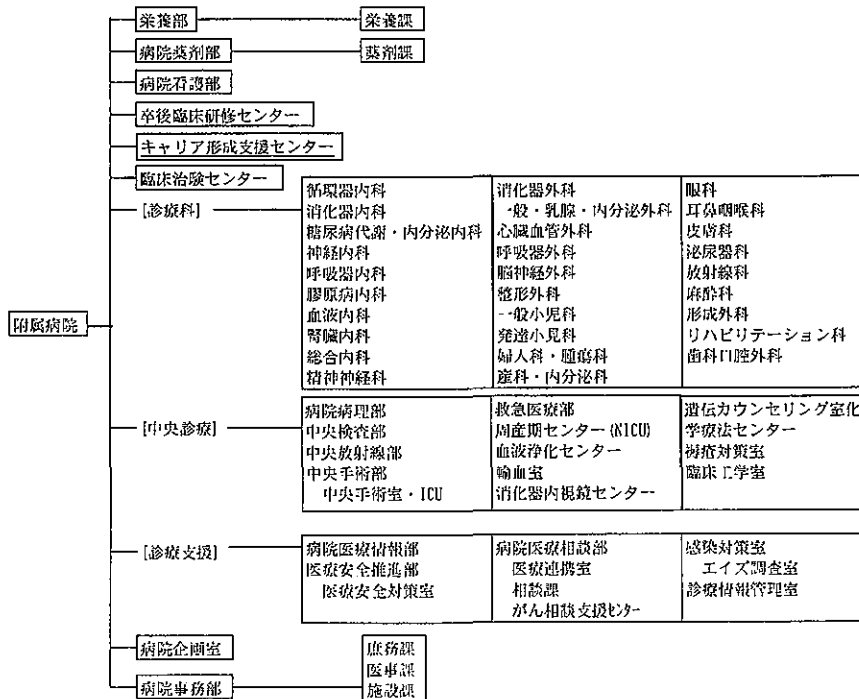 栄養部 栄養課
病院薬剤部 薬剤課
病院看護部
卒後臨床研修センター
キャリア形成支援センター
臨床治験センター
[診療科]
循環器内科
消化器内科
糖尿病代謝・内分泌内科
神経内科
呼吸器内科
膠原病内科
血液内科
腎臓内科
総合内科
精神神経科
消化器外科
一般・乳腺・内分泌外科
心臓血管外科
呼吸器外科
脳神経外科
整形外科
一般小児科
発達小児科
婦人科・腫瘍科
産科・内分泌科
眼科
耳鼻咽喉科
皮膚科
泌尿器科
放射線科
麻酔科
形成外科
リハビリテーション科
歯科口腔外科
附属病院
[中央診療]
病院病理部
中央検査部
中央放射線部
中央手術部
中央手術室・ICU
救急医療部
周産期センター(NICU)
血液浄化センター
輸血室
消化器内視鏡センター
遺伝カウンセリング室化
学療法センター
褥瘡対策室
臨床工学室
[診療支援]
病院医療情報部
医療安全推進部
医療安全対策室
病院医療相談部
医療連携室
相談課
がん相談支援センター
感染対策室
エイズ調査室
診療情報管理室
病院企画室
病院事務部
庶務課
医事課
施設課